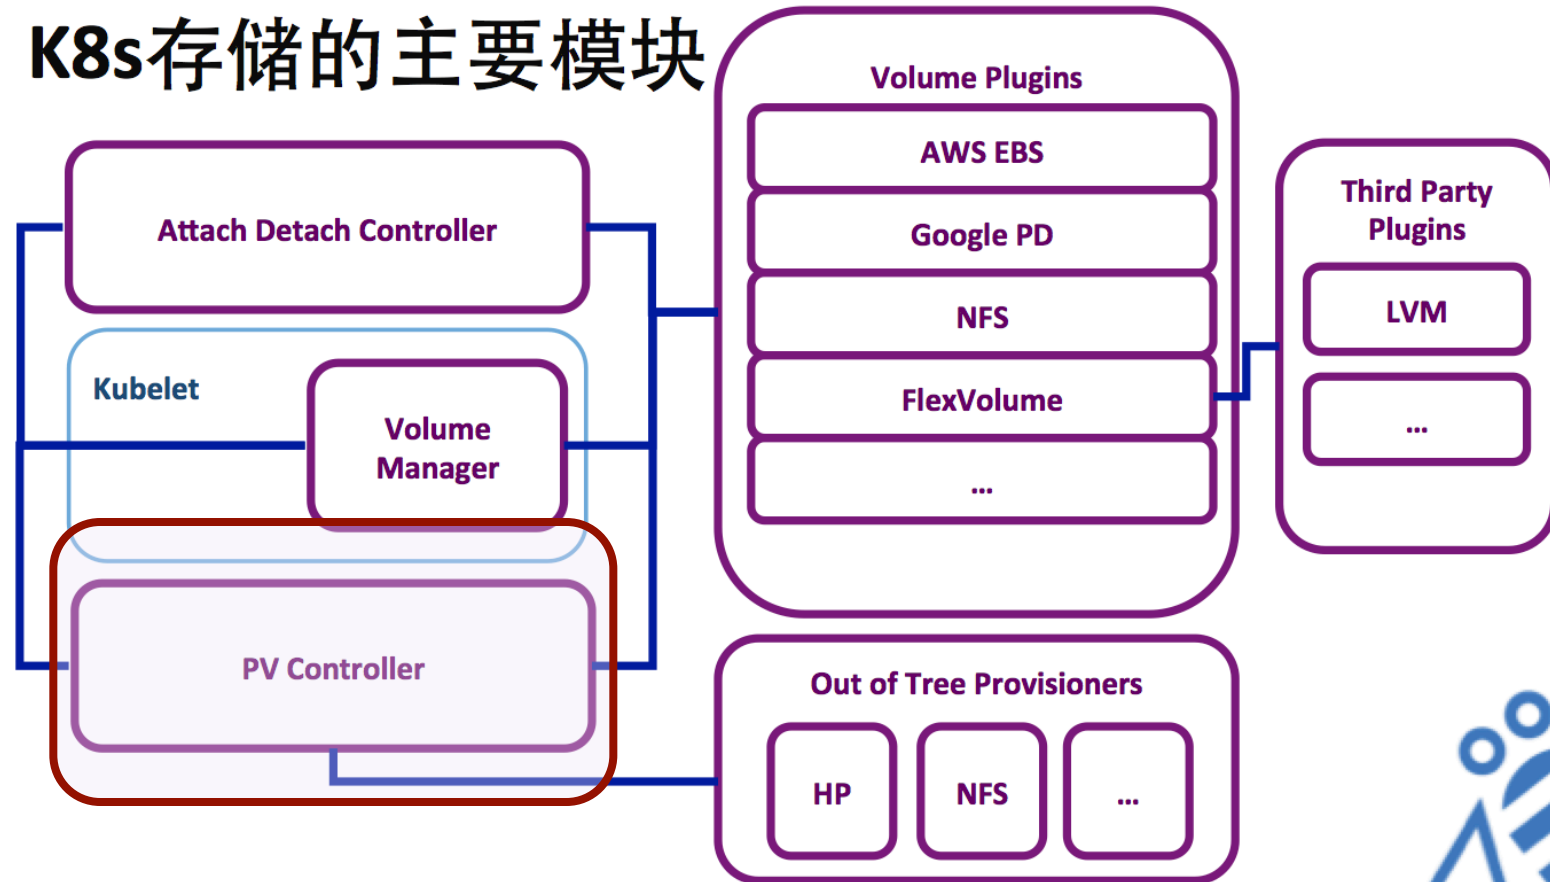 K8s存储的主要模块
Attach Detach Controller
Kubelet
Volume
Manager
PV Controller
Volume Plugins
AWS EBS
Google PD
NFS
FlexVolume
...
Third Party
Plugins
LVM
...
Out of Tree Provisioners
HP
NFS
...